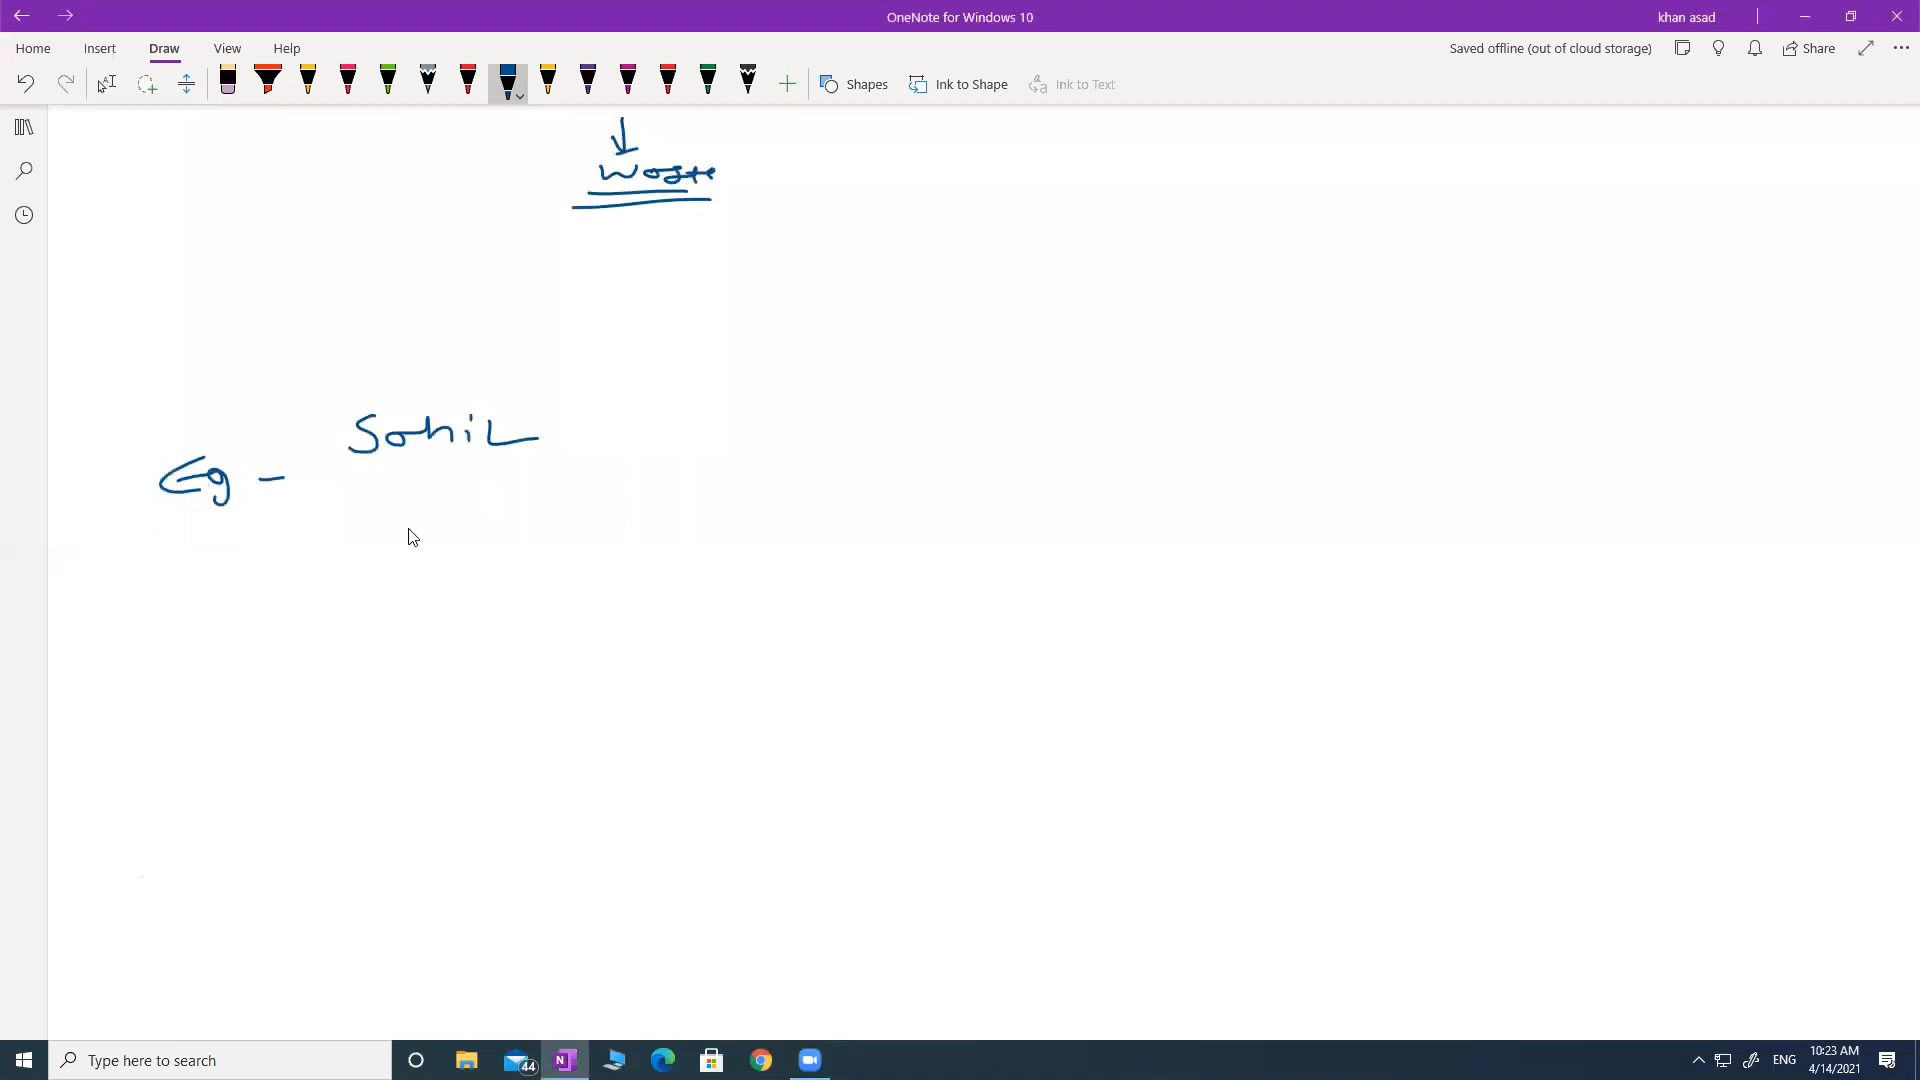 OneNote for Windows 10
khan asad
Home Insert Draw View Help
Saved offline (out of cloud storage)
Share
Shapes
Ink to Shape
Ink to Text
Waste
Sahil
Eg -
Type here to search
44
ENG
10:23 AM
4/14/2021